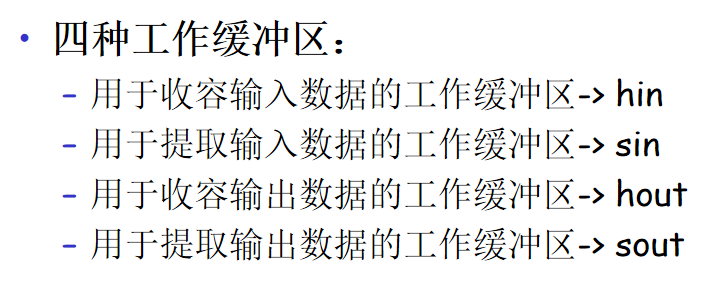 • 四种工作缓冲区：
– 用于收容输入数据的工作缓冲区-> hin
– 用于提取输入数据的工作缓冲区-> sin
– 用于收容输出数据的工作缓冲区-> hout
– 用于提取输出数据的工作缓冲区-> sout